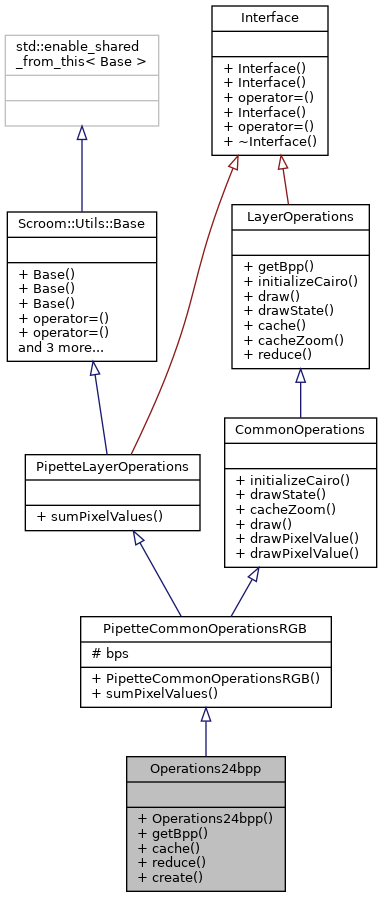 Interface
+ Interface()
+ Interface()
+ operator=()
+ Interface()
+ operator=()
+ ~Interface()
std::enable_shared
_from_this< Base >
Scroom::Utils::Base
+ Base()
+ Base()
+ Base()
+ operator=()
+ operator=()
and 3 more...
LayerOperations
+ getBpp()
+ initializeCairo()
+ draw()
+ drawState()
+ cache()
+ cacheZoom()
+ reduce()
CommonOperations
+ initializeCairo()
+ drawState()
+ cacheZoom()
+ draw()
+ drawPixelValue()
+ drawPixelValue()
PipetteLayerOperations
+ sumPixelValues()
PipetteCommonOperationsRGB
# bps
+ PipetteCommonOperationsRGB()
+ sumPixelValues()
Operations24bpp
+ Operations24bpp()
+ getBpp()
+ cache()
+ reduce()
+ create()